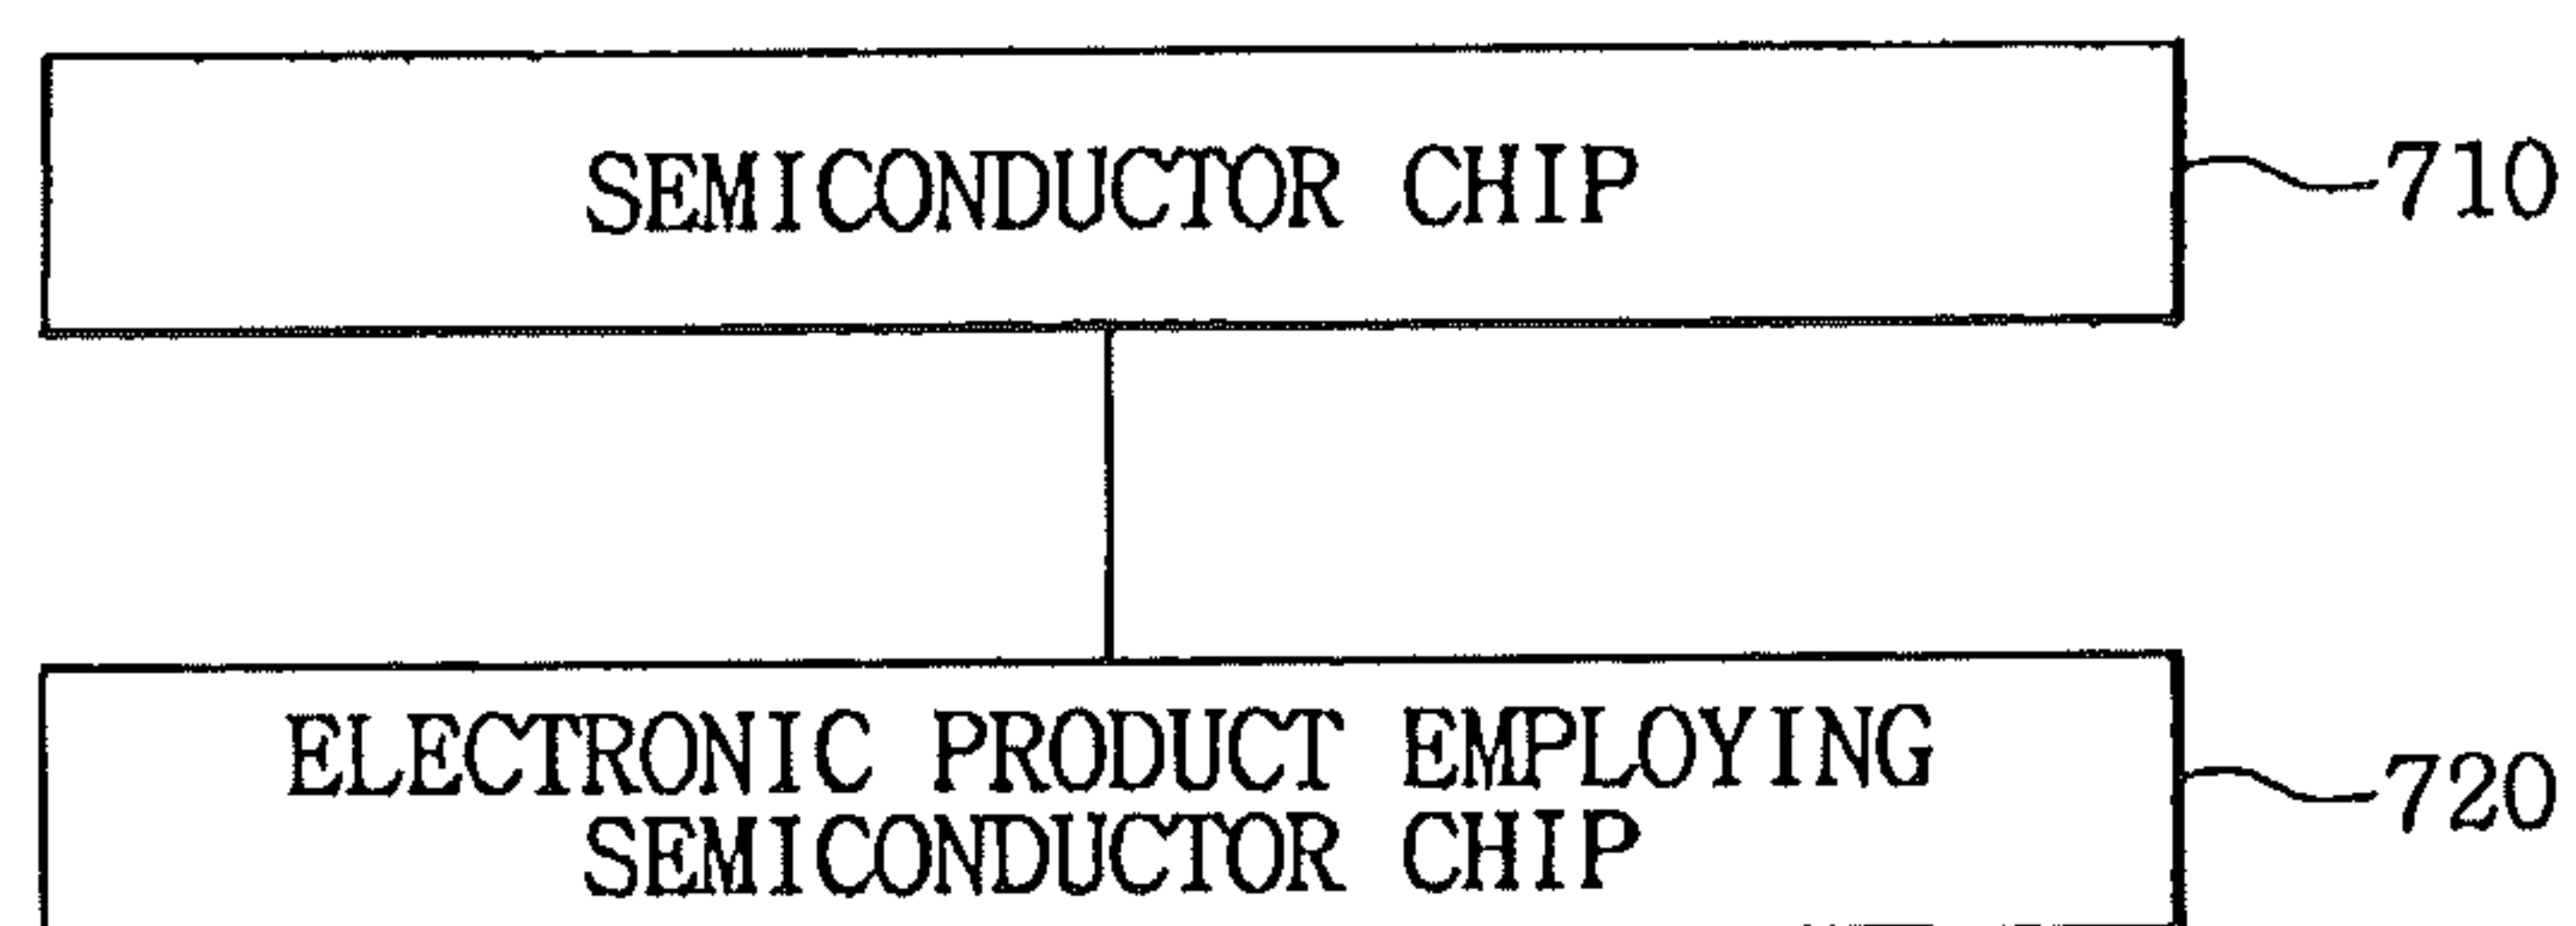 SEMICONDUCTOR CHIP
710
ELECTRONIC PRODUCT EMPLOYING
SEMICONDUCTOR CHIP
720